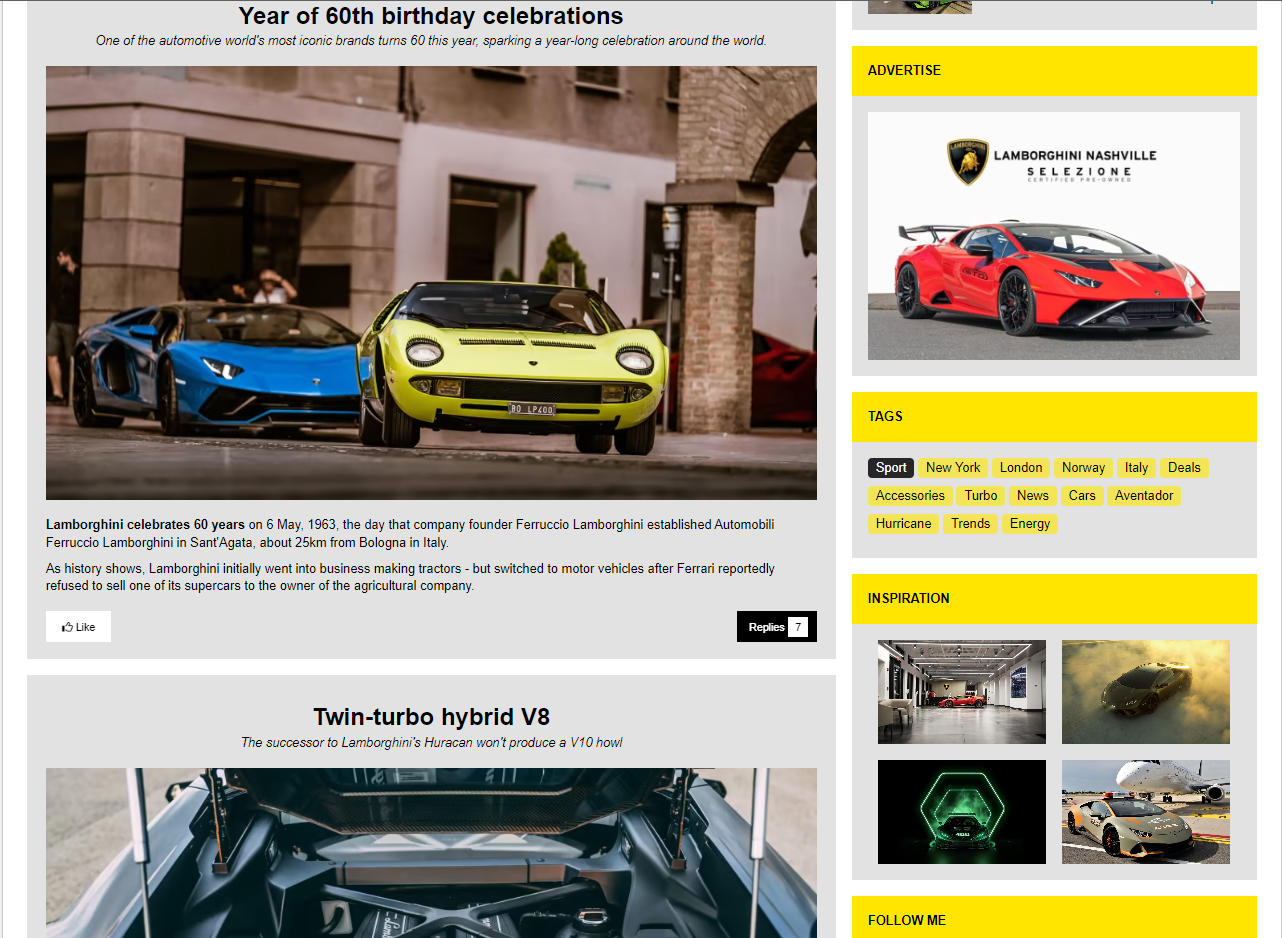 Year of 60th birthday celebrations
One of the automotive world's most iconic brands turns 60 this year, sparking a year-long celebration around the world.
BO LP400
Lamborghini celebrates 60 years on 6 May, 1963, the day that company founder Ferruccio Lamborghini established Automobili
Ferruccio Lamborghini in Sant'Agata, about 25km from Bologna in Italy.
As history shows, Lamborghini initially went into business making tractors - but switched to motor vehicles after Ferrari reportedly
refused to sell one of its supercars to the owner of the agricultural company.
Like
Replies 7
Twin-turbo hybrid V8
The successor to Lamborghini's Huracan won't produce a V10 howl
ADVERTISE
LAMBORGHINI
LAMBORGHINI NASHVILLE
SELEZIONE
CERTIFIED PRE-OWNED
TAGS
Sport New York London Norway Italy Deals
Accessories Turbo News Cars Aventador
Hurricane Trends Energy
INSPIRATION
FOLLOW ME